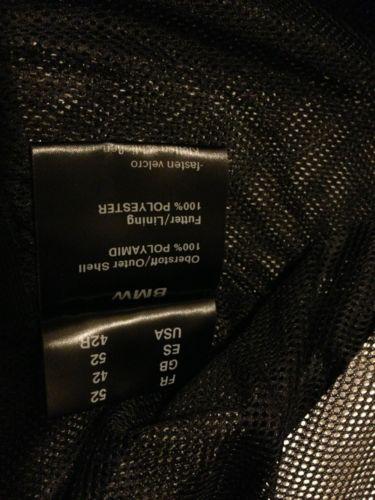 FR 52
GB 42
ES 52
USA 42R
BMW
Oberstoff/Outer Shell
100% POLYAMID
Futter/Lining
100% POLYESTER
-fasten velcro